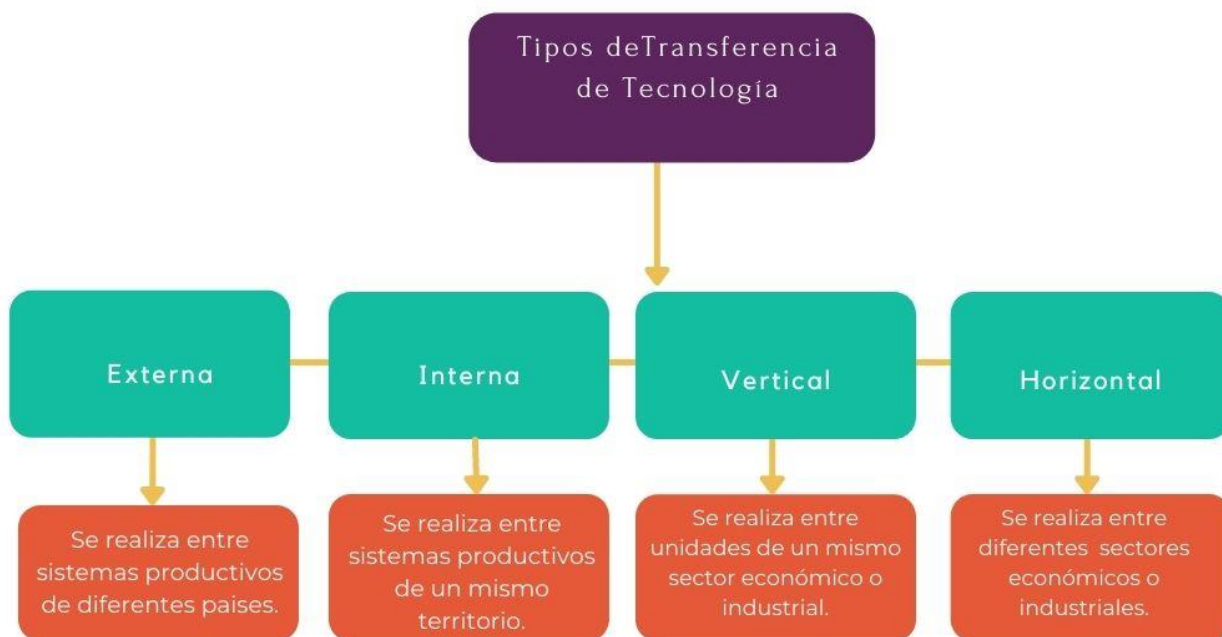 Tipos deTransferencia
de Tecnología
Externa
Interna
Vertical
Horizontal
Se realiza entre
sistemas productivos
de diferentes paises.
Se realiza entre
sistemas productivos
de un mismo
territorio.
Se realiza entre
unidades de un mismo
sector económico o
industrial.
Se realiza entre
diferentes sectores
económicos o
industriales.